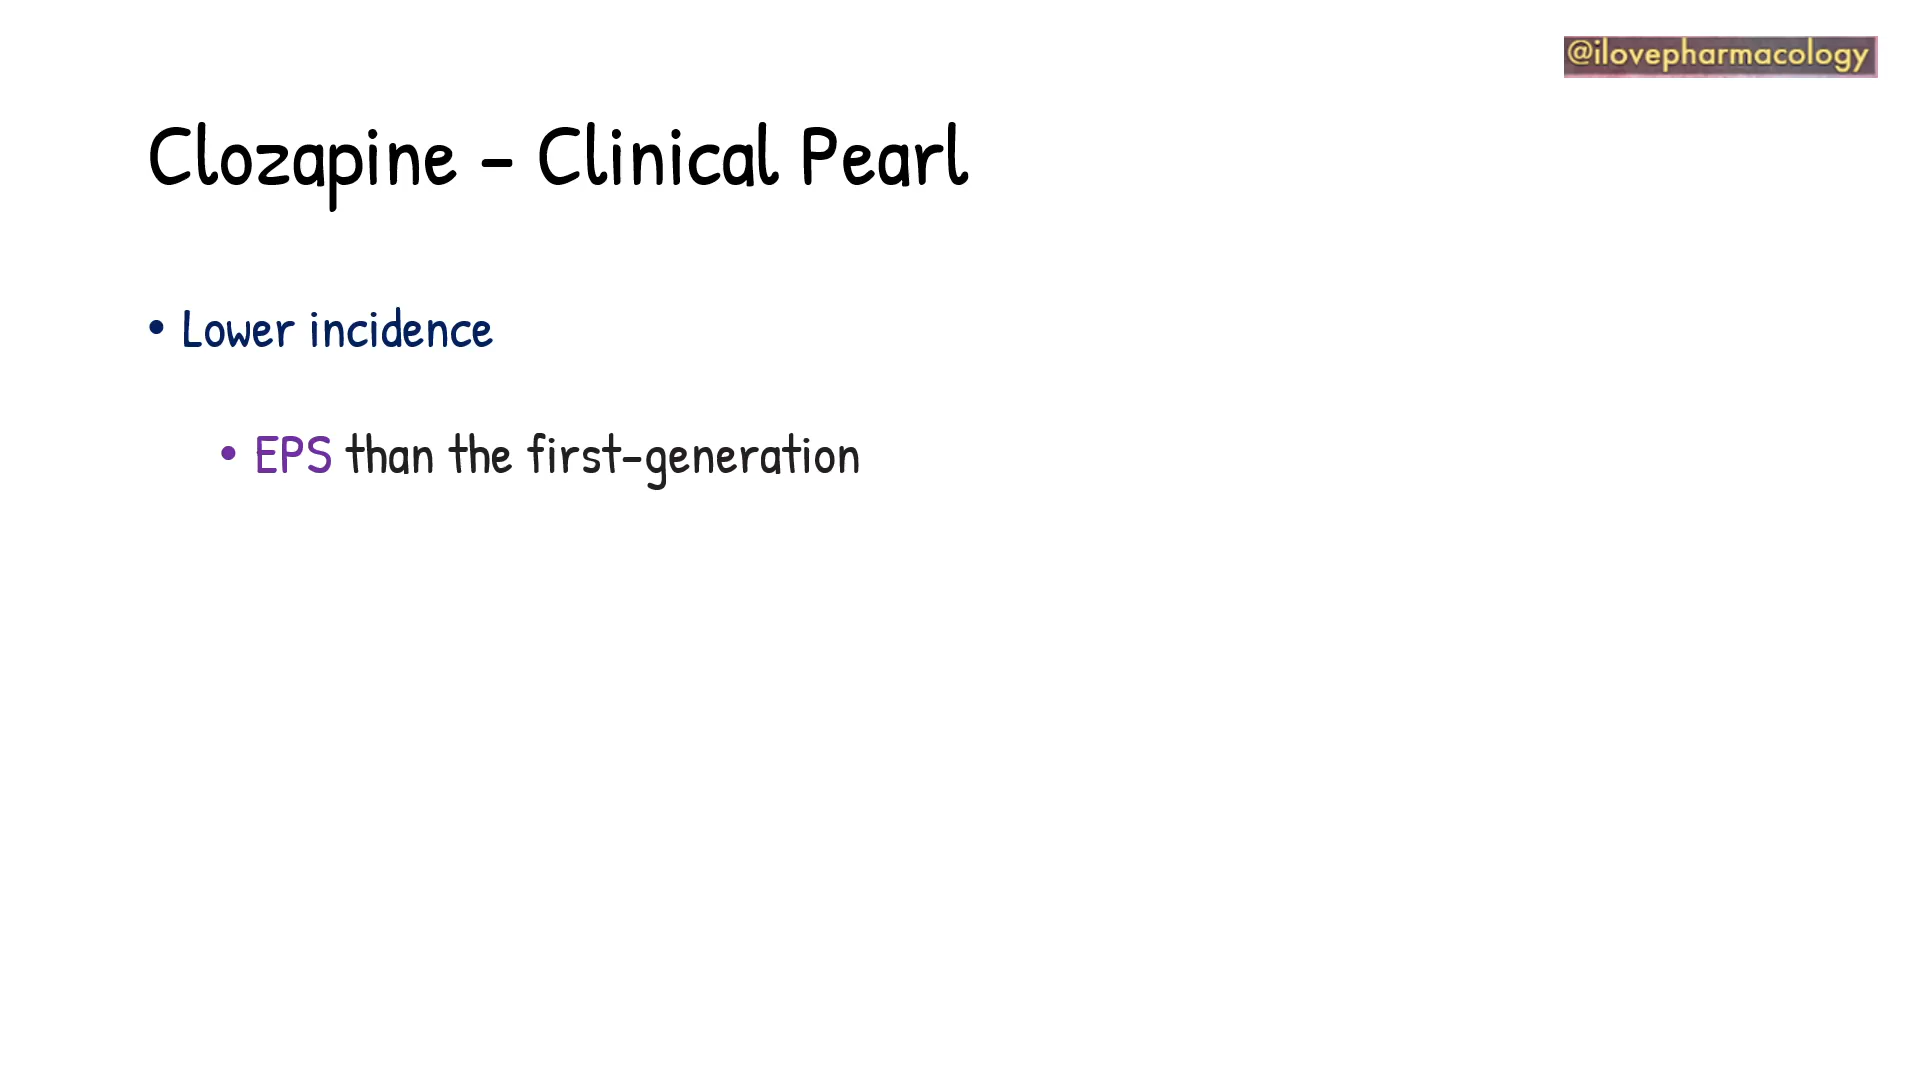 @ilovepharmacology
Clozapine - Clinical Pearl
• Lower incidence
• EPS than the first-generation